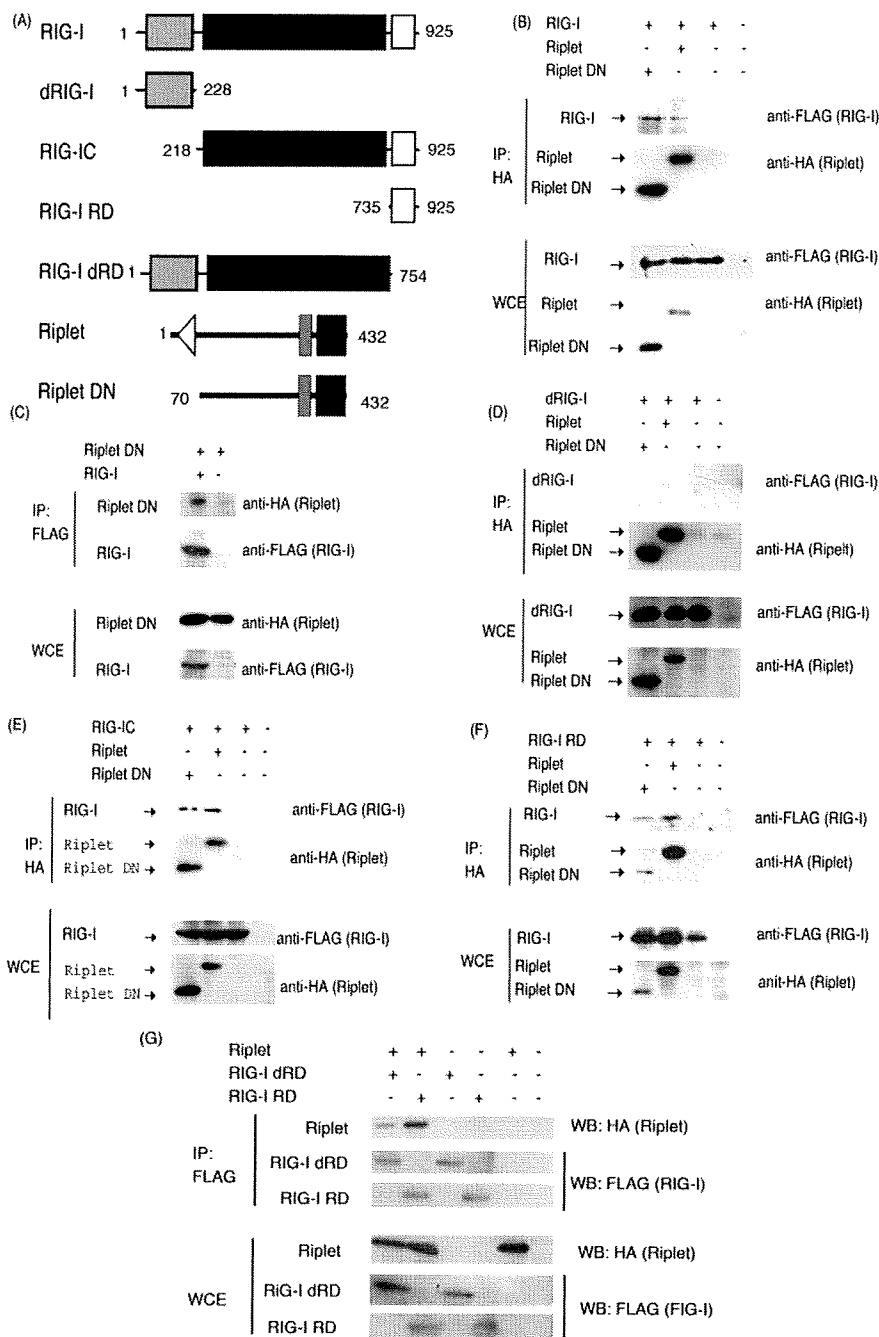 (A)
RIG-I 1 925
dRIG-I 1 228
RIG-IC 218 925
RIG-I RD 735 925
RIG-I dRD 1 754
Riplet 1 432
Riplet DN 70 432
(B)
RIG-I + + + -
Riplet - + - -
Riplet DN + - - -
IP: HA
RIG-I → anti-FLAG (RIG-I)
Riplet → anti-HA (Riplet)
Riplet DN →
WCE
RIG-I → anti-FLAG (RIG-I)
Riplet → anti-HA (Riplet)
Riplet DN →
(C)
Riplet DN + +
RIG-I + -
IP: FLAG
Riplet DN anti-HA (Riplet)
RIG-I anti-FLAG (RIG-I)
WCE
Riplet DN anti-HA (Riplet)
RIG-I anti-FLAG (RIG-I)
(D)
dRIG-I + + + -
Riplet - + - -
Riplet DN + - - -
IP: HA
dRIG-I anti-FLAG (RIG-I)
Riplet →
Riplet DN → anti-HA (Ripelt)
WCE
dRIG-I → anti-FLAG (RIG-I)
Riplet → anti-HA (Riplet)
Riplet DN →
(E)
RIG-IC + + + -
Riplet - + - -
Riplet DN + - - -
IP: HA
RIG-I → anti-FLAG (RIG-I)
Riplet → anti-HA (Riplet)
Riplet DN →
WCE
RIG-I → anti-FLAG (RIG-I)
Riplet →
Riplet DN → anti-HA (Riplet)
(F)
RIG-I RD + + + -
Riplet - + - -
Riplet DN + - - -
IP: HA
RIG-I → anti-FLAG (RIG-I)
Riplet → anti-HA (Riplet)
Riplet DN →
WCE
RIG-I → anti-FLAG (RIG-I)
Riplet → anit-HA (Riplet)
Riplet DN →
(G)
Riplet + + - - + -
RIG-I dRD + - + - - -
RIG-I RD - + - + - -
IP: FLAG
Riplet WB: HA (Riplet)
RIG-I dRD WB: FLAG (RIG-I)
RIG-I RD
WCE
Riplet WB: HA (Riplet)
RiG-I dRD WB: FLAG (FIG-I)
RIG-I RD